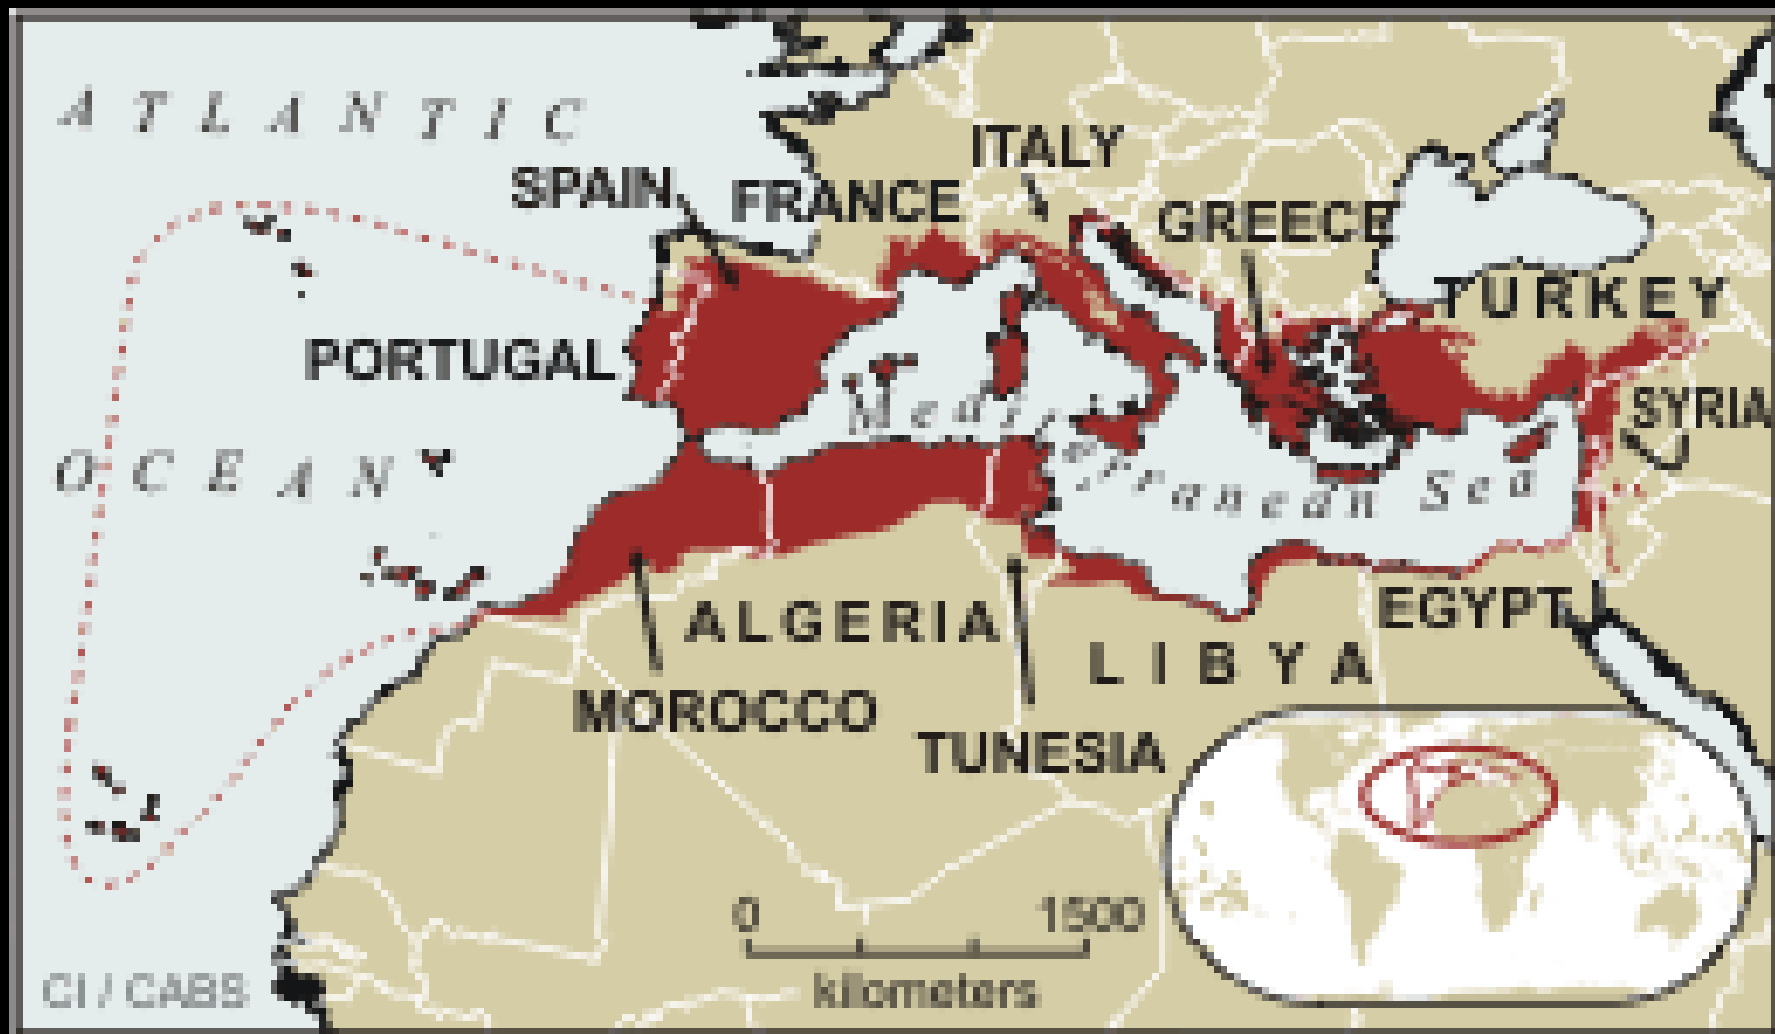 ATLANTIC
ITALY
SPAIN
FRANCE
GREECE
TURKEY
PORTUGAL
SYRIA
Mediterranean Sea
OCEAN
ALGERIA
EGYPT
LIBYA
MOROCCO
TUNESIA
0 1500
kilometers
CI / CABS